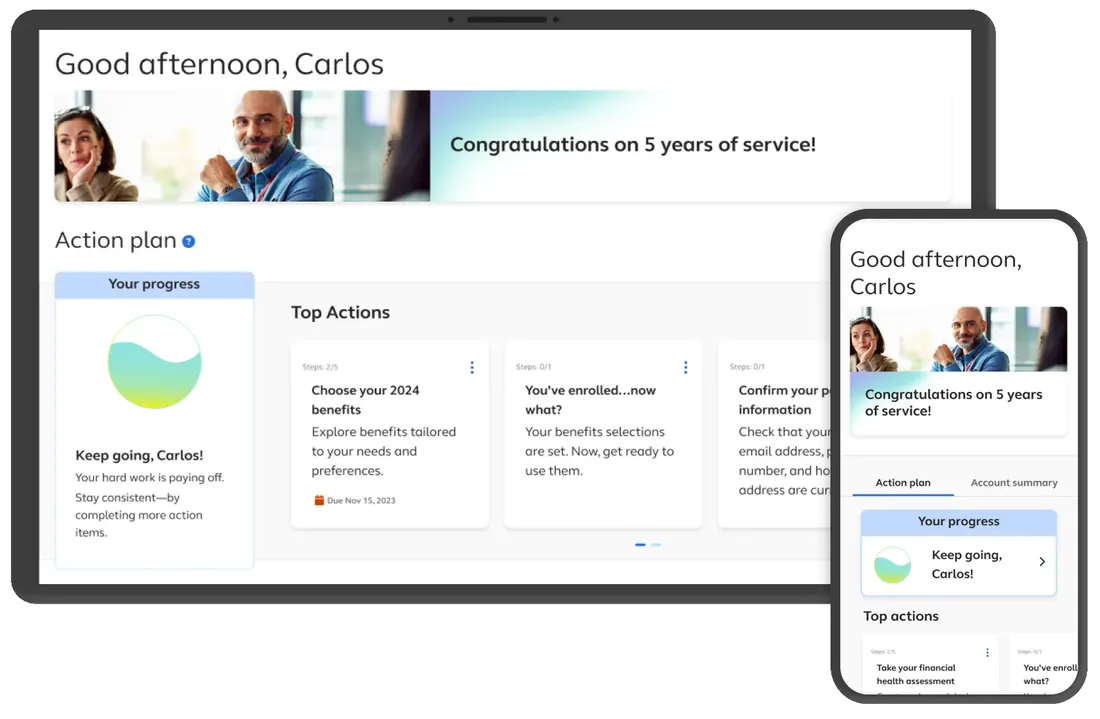 Good afternoon, Carlos
Congratulations on 5 years of service!
Action plan ?
Your progress
Keep going, Carlos!
Your hard work is paying off.
Stay consistent—by
completing more action
items.
Top Actions
Steps: 2/5
Choose your 2024
benefits
Explore benefits tailored
to your needs and
preferences.
Due Nov 15, 2023
Steps: 0/1
You've enrolled...now
what?
Your benefits selections
are set. Now, get ready to
use them.
Steps: 0/1
Confirm your
information
Check that your
email address,
number, and
address are
Good afternoon,
Carlos
Congratulations on 5 years
of service!
Action plan
Account summary
Your progress
Keep going,
Carlos!
Top actions
Steps: 2/5
Take your financial
health assessment
Steps: 0/1
You've
what?